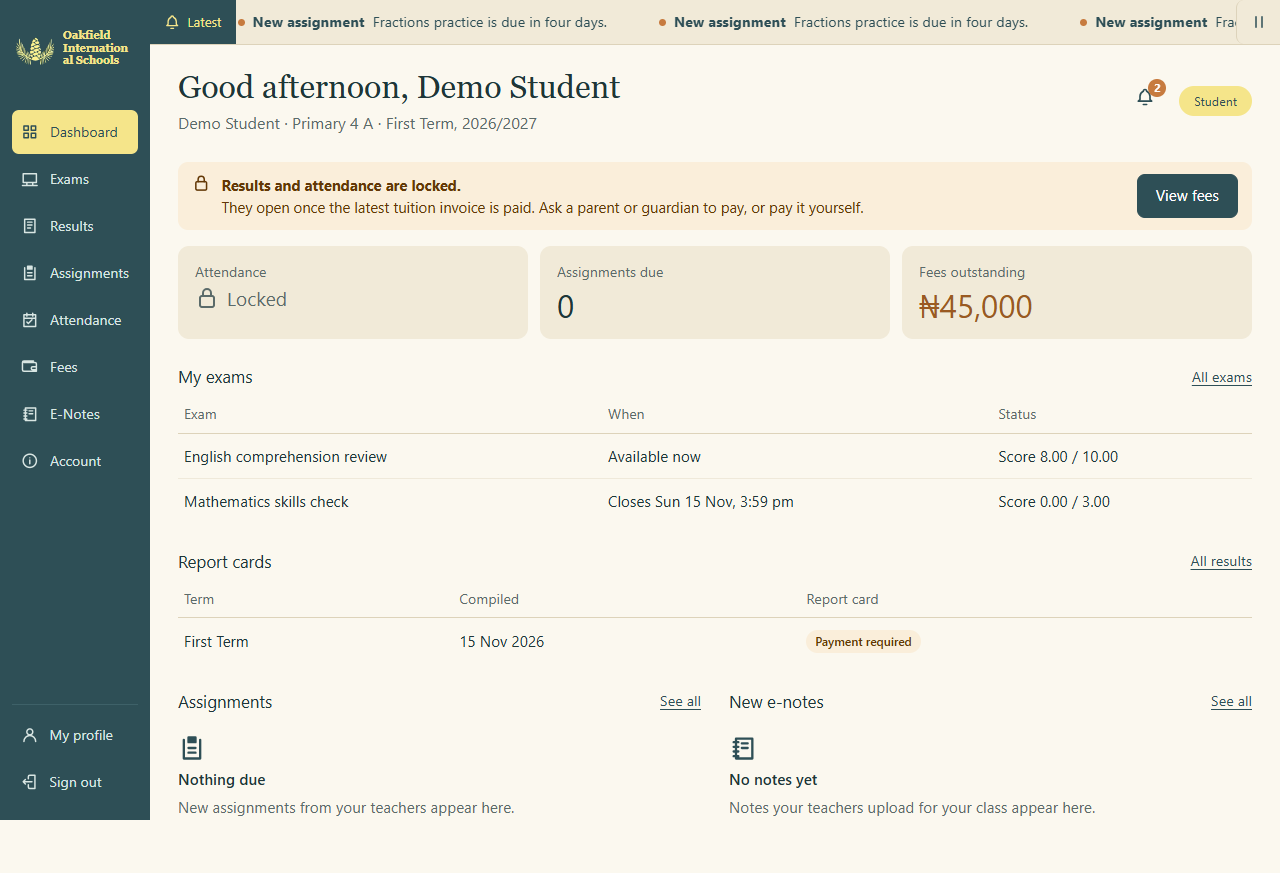 Oakfield
Internation
al Schools
Latest
New assignment Fractions practice is due in four days.
New assignment Fractions practice is due in four days.
New assignment
Dashboard
Exams
Results
Assignments
Attendance
Fees
E-Notes
Account
My profile
Sign out
Good afternoon, Demo Student
Demo Student · Primary 4 A · First Term, 2026/2027
2
Student
Results and attendance are locked.
They open once the latest tuition invoice is paid. Ask a parent or guardian to pay, or pay it yourself.
View fees
Attendance
Locked
Assignments due
0
Fees outstanding
₦45,000
My exams
All exams
Exam When Status
English comprehension review Available now Score 8.00 / 10.00
Mathematics skills check Closes Sun 15 Nov, 3:59 pm Score 0.00 / 3.00
Report cards
All results
Term Compiled Report card
First Term 15 Nov 2026 Payment required
Assignments
See all
Nothing due
New assignments from your teachers appear here.
New e-notes
See all
No notes yet
Notes your teachers upload for your class appear here.